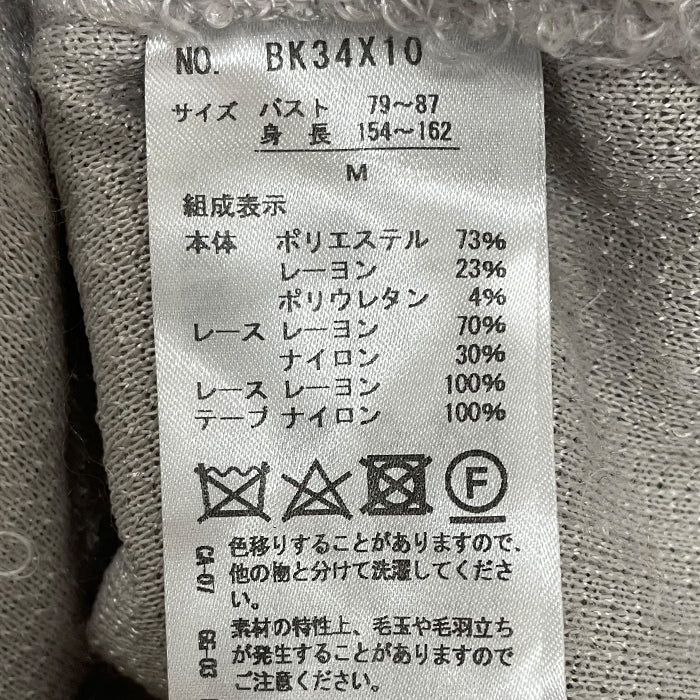 NO. BK34X10
サイズ バスト 79～87
身 長 154～162
M
組成表示
本体 ポリエステル 73%
レーヨン 23%
ポリウレタン 4%
レース レーヨン 70%
ナイロン 30%
レース レーヨン 100%
テープ ナイロン 100%
F
色移りすることがありますので、
他の物と分けて洗濯してくださ
い。
素材の特性上、毛玉や毛羽立ち
が発生することがありますので
ご注意ください。